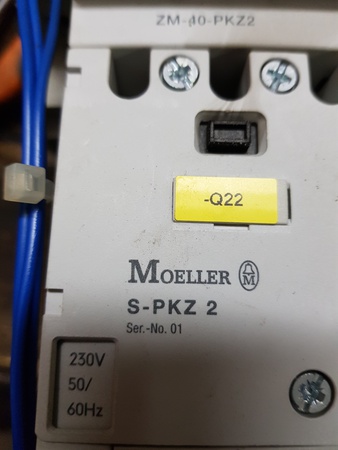 ZM-40-PKZ2
-Q22
MOELLER
S-PKZ 2
Ser.-No. 01
230V
50/
60Hz